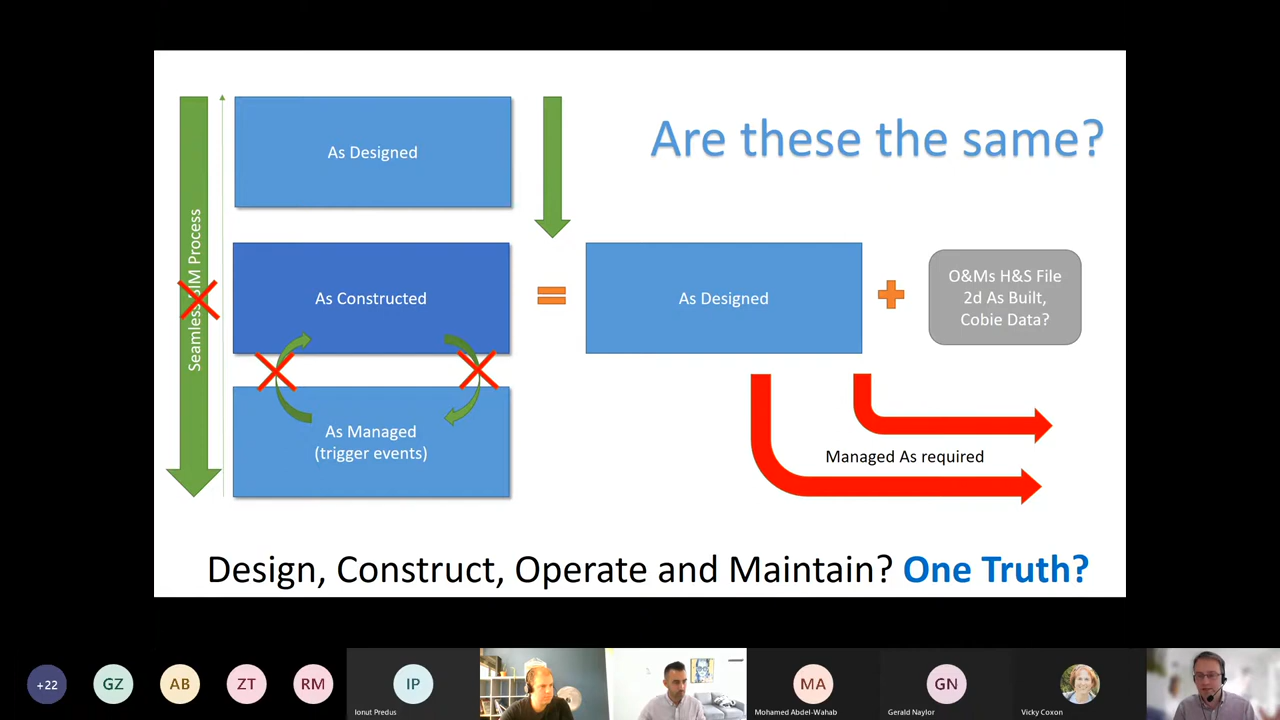 Are these the same?
As Designed
Seamless BIM Process
As Constructed
As Designed
O&Ms H&S File
2d As Built,
Cobie Data?
As Managed
(trigger events)
Managed As required
Design, Construct, Operate and Maintain? One Truth?
+22
GZ
AB
ZT
RM
IP
MA
GN
Ionut Predus
Mohamed Abdel-Wahab
Gerald Naylor
Vicky Coxon